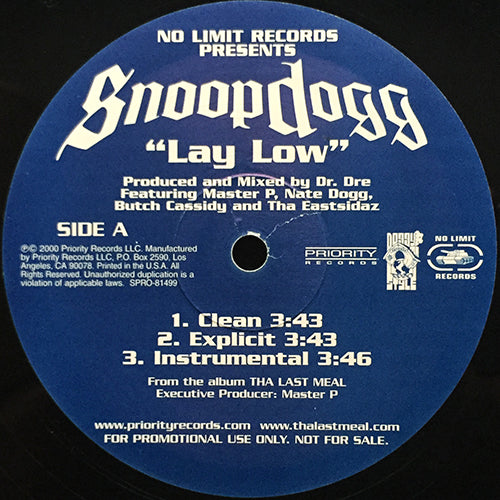 NO LIMIT RECORDS
PRESENTS
Snoop Dogg
"Lay Low"
Produced and Mixed by Dr. Dre
Featuring Master P, Nate Dogg,
Butch Cassidy and Tha Eastsidaz
SIDE A
℗© 2000 Priority Records LLC. Manufactured
by Priority Records LLC, P.O. Box 2590, Los
Angeles, CA 90078. Printed in the U.S.A. All
Rights Reserved. Unauthorized duplication is a
violation of applicable laws. SPRO-81499
PRIORITY
RECORDS
DOGGY
STYLE
NO LIMIT
RECORDS
1. Clean 3:43
2. Explicit 3:43
3. Instrumental 3:46
From the album THA LAST MEAL
Executive Producer: Master P
www.priorityrecords.com www.thalastmeal.com
FOR PROMOTIONAL USE ONLY. NOT FOR SALE.